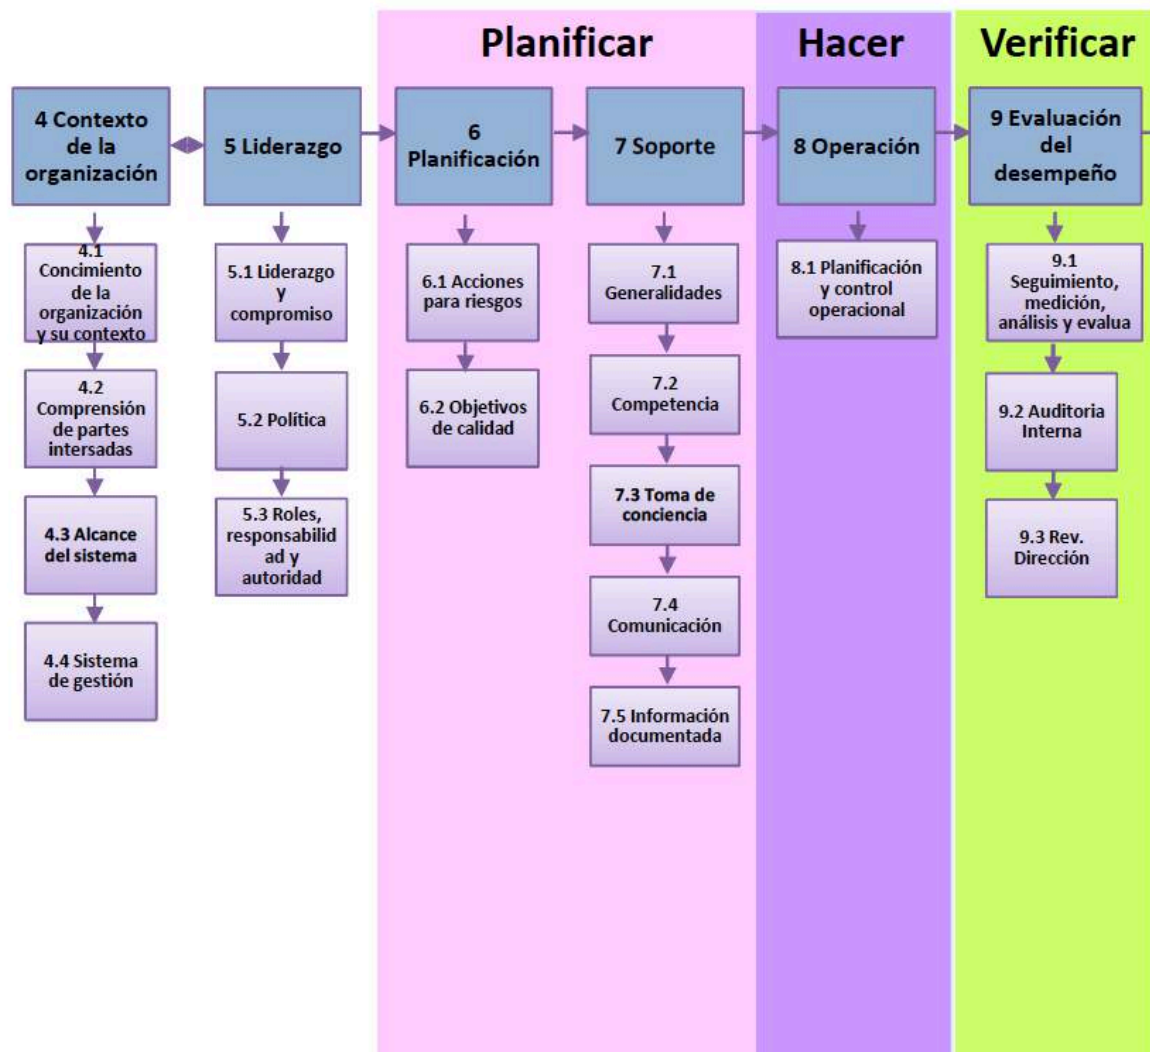 Planificar
Hacer
Verificar
4 Contexto
de la
organización
5 Liderazgo
6
Planificación
7 Soporte
8 Operación
9 Evaluación
del
desempeño
4.1
Concimiento
de la
organización
y su contexto
4.2
Comprensión
de partes
intersadas
4.3 Alcance
del sistema
4.4 Sistema
de gestión
5.1 Liderazgo
y
compromiso
5.2 Política
5.3 Roles,
responsabilid
ad y
autoridad
6.1 Acciones
para riesgos
6.2 Objetivos
de calidad
7.1
Generalidades
7.2
Competencia
7.3 Toma de
conciencia
7.4
Comunicación
7.5 Información
documentada
8.1 Planificación
y control
operacional
9.1
Seguimiento,
medición,
análisis y evalua
9.2 Auditoria
Interna
9.3 Rev.
Dirección